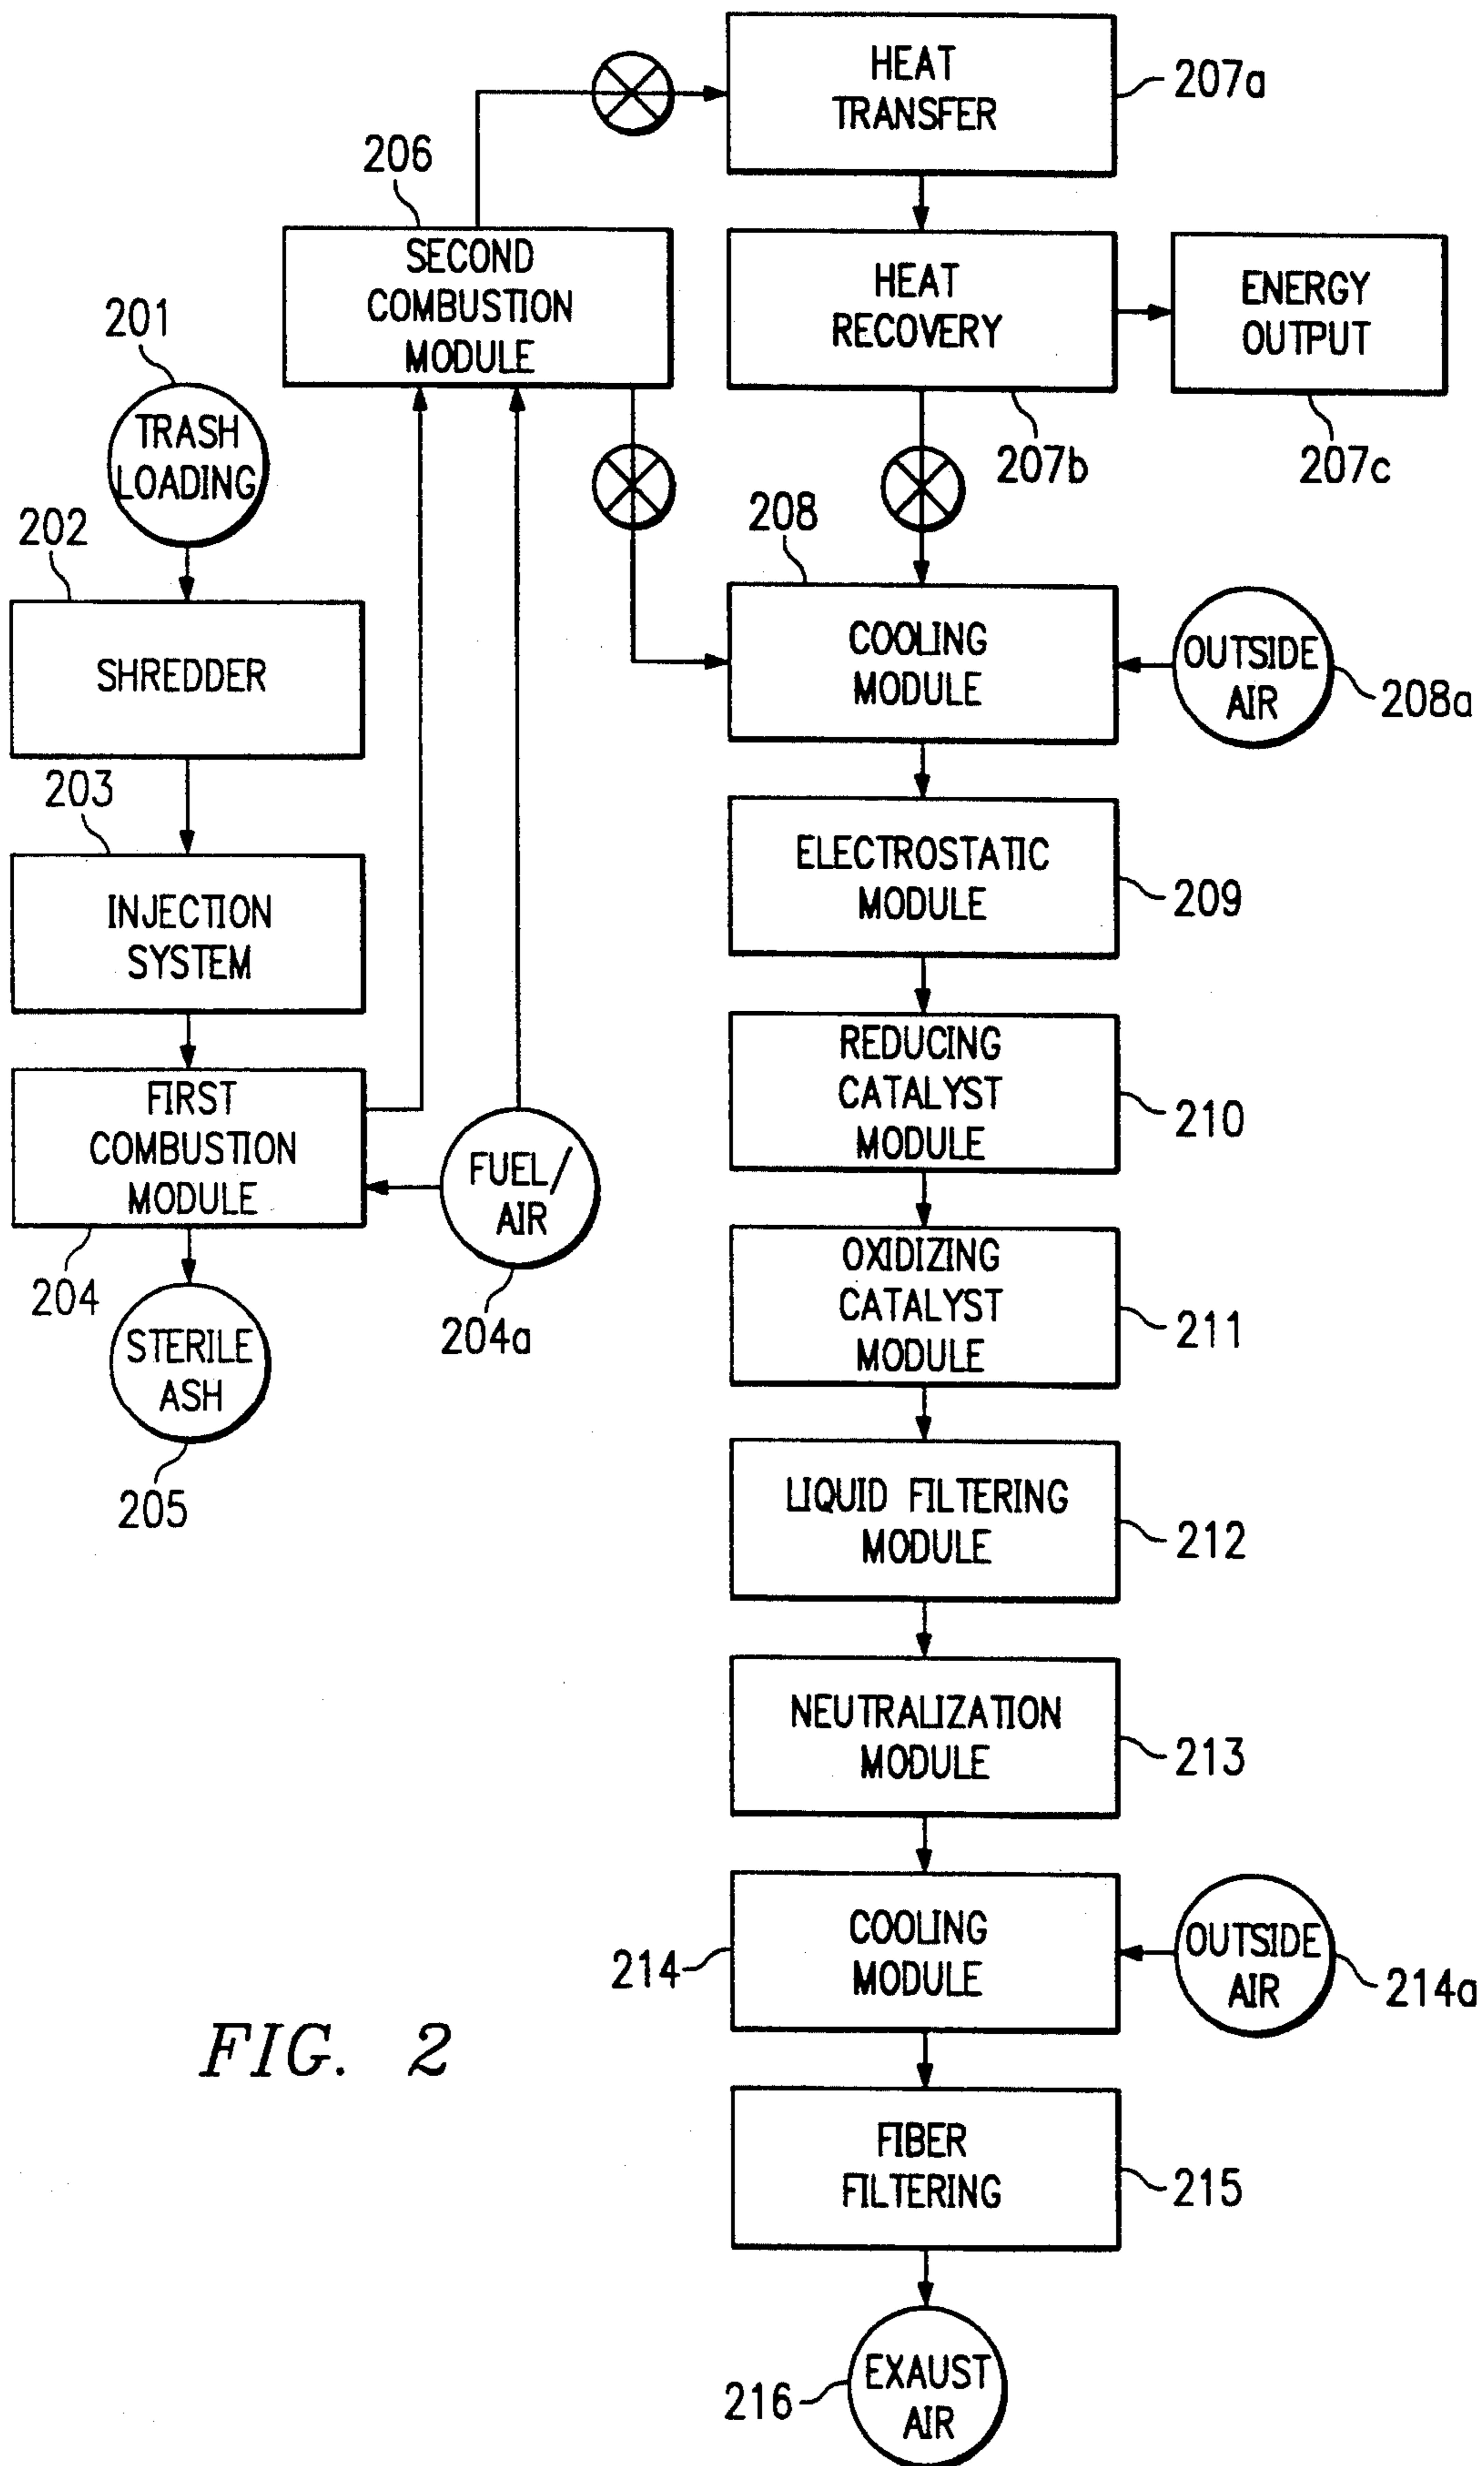 HEAT
TRANSFER
207a
206
SECOND
COMBUSTION
MODULE
HEAT
RECOVERY
207b
ENERGY
OUTPUT
207c
201
TRASH
LOADING
202
SHREDDER
203
INJECTION
SYSTEM
FIRST
COMBUSTION
MODULE
204
FUEL/
AIR
204a
STERILE
ASH
205
208
COOLING
MODULE
OUTSIDE
AIR
208a
ELECTROSTATIC
MODULE
209
REDUCING
CATALYST
MODULE
210
OXIDIZING
CATALYST
MODULE
211
LIQUID FILTERING
MODULE
212
NEUTRALIZATION
MODULE
213
COOLING
MODULE
214
OUTSIDE
AIR
214a
FIBER
FILTERING
215
EXAUST
AIR
216
FIG. 2